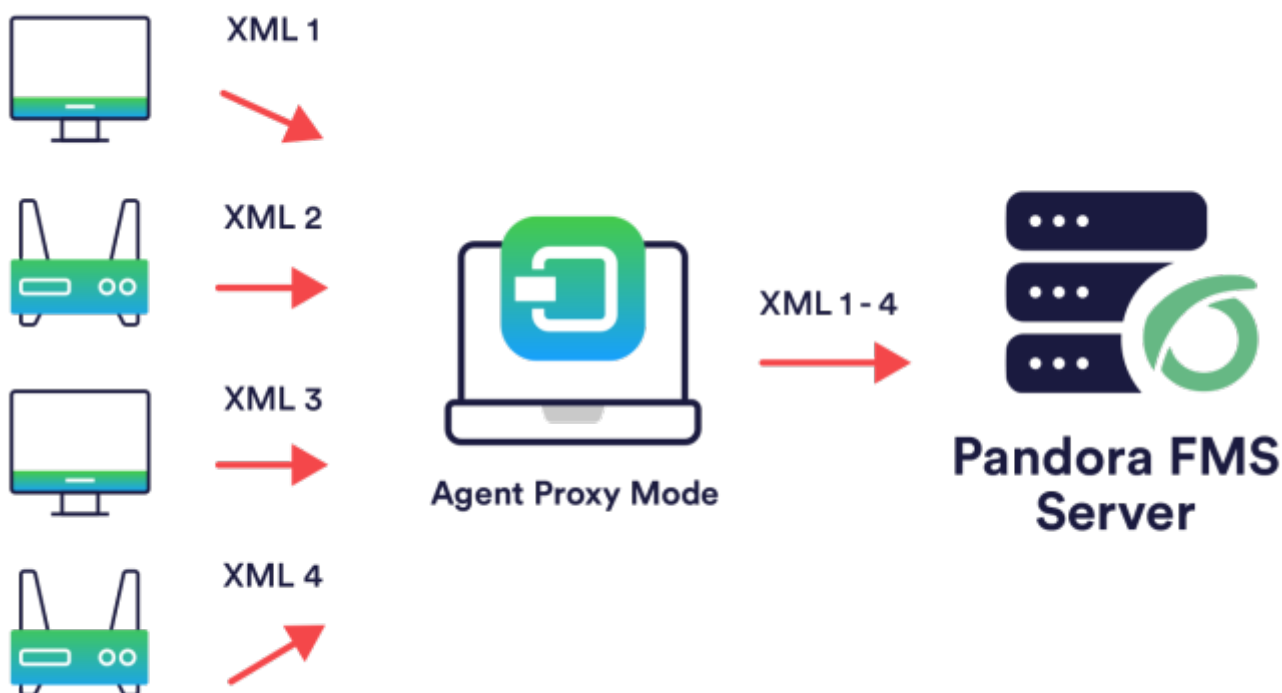 XML 1
XML 2
XML 3
XML 4
Agent Proxy Mode
XML 1 - 4
Pandora FMS
Server